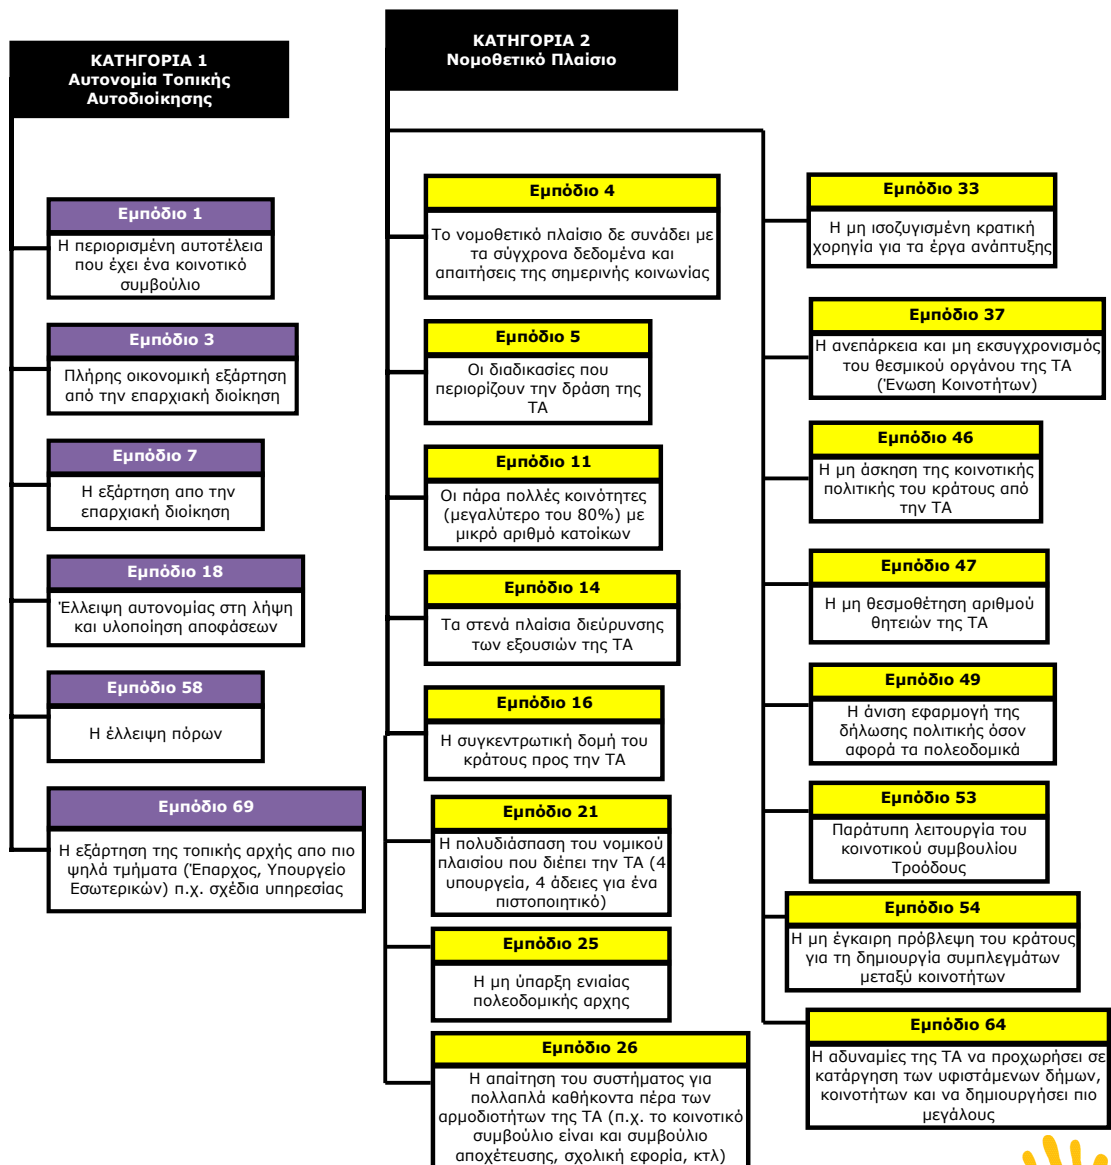 ΚΑΤΗΓΟΡΙΑ 1
Αυτονομία Τοπικής
Αυτοδιοίκησης
Εμπόδιο 1
Η περιορισμένη αυτοτέλεια
που έχει ένα κοινοτικό
συμβούλιο
Εμπόδιο 3
Πλήρης οικονομική εξάρτηση
από την επαρχιακή διοίκηση
Εμπόδιο 7
Η εξάρτηση απο την
επαρχιακή διοίκηση
Εμπόδιο 18
Έλλειψη αυτονομίας στη λήψη
και υλοποίηση αποφάσεων
Εμπόδιο 58
Η έλλειψη πόρων
Εμπόδιο 69
Η εξάρτηση της τοπικής αρχής απο πιο
ψηλά τμήματα (Έπαρχος, Υπουργείο
Εσωτερικών) π.χ. σχέδια υπηρεσίας
ΚΑΤΗΓΟΡΙΑ 2
Νομοθετικό Πλαίσιο
Εμπόδιο 4
Το νομοθετικό πλαίσιο δε συνάδει με
τα σύγχρονα δεδομένα και
απαιτήσεις της σημερινής κοινωνίας
Εμπόδιο 5
Οι διαδικασίες που
περιορίζουν την δράση της
ΤΑ
Εμπόδιο 11
Οι πάρα πολλές κοινότητες
(μεγαλύτερο του 80%) με
μικρό αριθμό κατοίκων
Εμπόδιο 14
Τα στενά πλαίσια διεύρυνσης
των εξουσιών της ΤΑ
Εμπόδιο 16
Η συγκεντρωτική δομή του
κράτους προς την ΤΑ
Εμπόδιο 21
Η πολυδιάσπαση του νομικού
πλαισίου που διέπει την ΤΑ (4
υπουργεία, 4 άδειες για ένα
πιστοποιητικό)
Εμπόδιο 25
Η μη ύπαρξη ενιαίας
πολεοδομικής αρχης
Εμπόδιο 26
Η απαίτηση του συστήματος για
πολλαπλά καθήκοντα πέρα των
αρμοδιοτήτων της ΤΑ (π.χ. το κοινοτικό
συμβούλιο είναι και συμβούλιο
αποχέτευσης, σχολική εφορία, κτλ)
Εμπόδιο 33
Η μη ισοζυγισμένη κρατική
χορηγία για τα έργα ανάπτυξης
Εμπόδιο 37
Η ανεπάρκεια και μη εκσυγχρονισμός
του θεσμικού οργάνου της ΤΑ
(Ένωση Κοινοτήτων)
Εμπόδιο 46
Η μη άσκηση της κοινοτικής
πολιτικής του κράτους από
την ΤΑ
Εμπόδιο 47
Η μη θεσμοθέτηση αριθμού
θητειών της ΤΑ
Εμπόδιο 49
Η άνιση εφαρμογή της
δήλωσης πολιτικής όσον
αφορά τα πολεοδομικά
Εμπόδιο 53
Παράτυπη λειτουργία του
κοινοτικού συμβουλίου
Τροόδους
Εμπόδιο 54
Η μη έγκαιρη πρόβλεψη του κράτους
για τη δημιουργία συμπλεγμάτων
μεταξύ κοινοτήτων
Εμπόδιο 64
Η αδυναμίες της ΤΑ να προχωρήσει σε
κατάργηση των υφιστάμενων δήμων,
κοινοτήτων και να δημιουργήσει πιο
μεγάλους